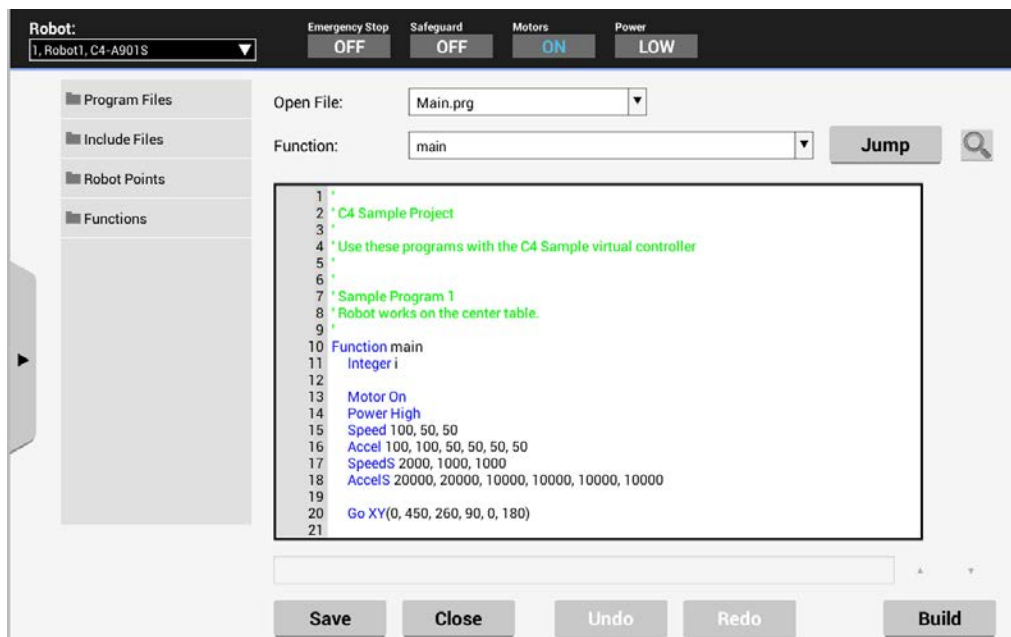 Robot:
1, Robot1, C4-A901S
Emergency Stop
OFF
Safeguard
OFF
Motors
ON
Power
LOW
Program Files
Include Files
Robot Points
Functions
Open File:
Main.prg
Function:
main
Jump
1 '
2 ' C4 Sample Project
3 '
4 ' Use these programs with the C4 Sample virtual controller
5 '
6 '
7 ' Sample Program 1
8 ' Robot works on the center table.
9 '
10 Function main
11 Integer i
12
13 Motor On
14 Power High
15 Speed 100, 50, 50
16 Accel 100, 100, 50, 50, 50, 50
17 SpeedS 2000, 1000, 1000
18 AccelS 20000, 20000, 10000, 10000, 10000, 10000
19
20 Go XY(0, 450, 260, 90, 0, 180)
21
Save
Close
Undo
Redo
Build